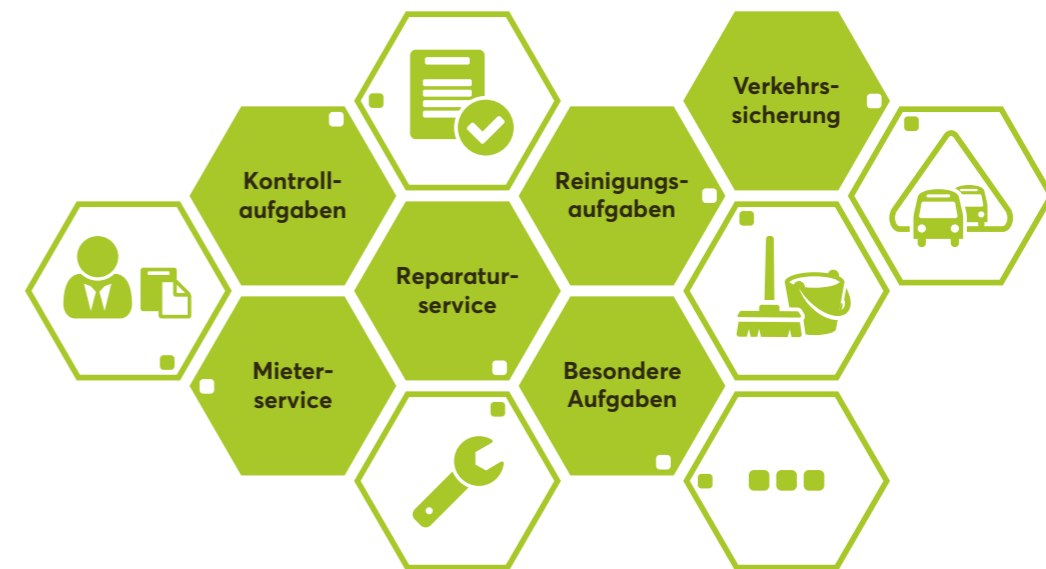 Verkehrs-
sicherung
Kontroll-
aufgaben
Reinigungs-
aufgaben
Reparatur-
service
Mieter-
service
Besondere
Aufgaben